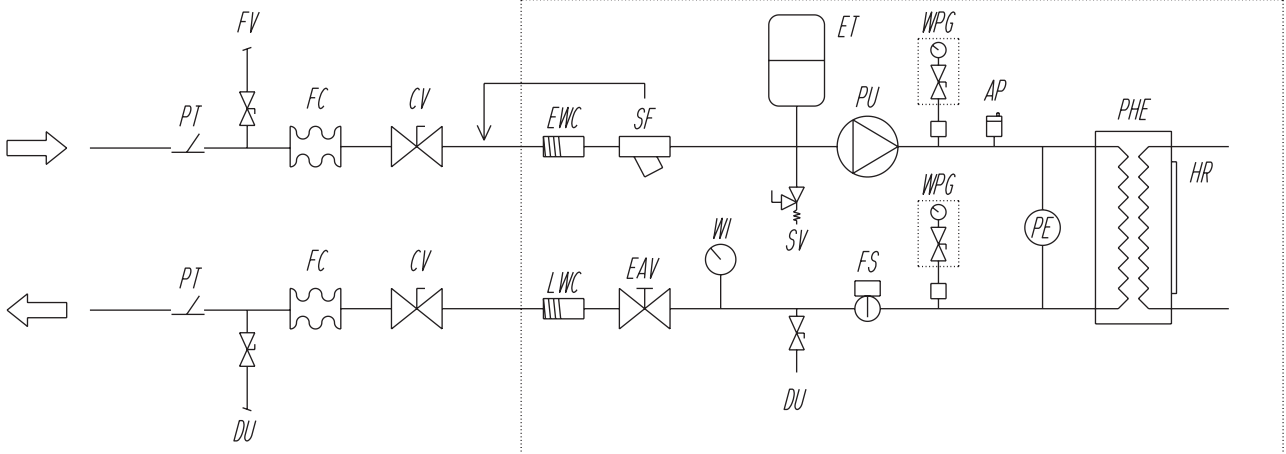 FV
ET
WPG
PT
FC
CV
EWC
SF
PU
AP
PHE
HR
WPG
PE
WI
SV
PT
FC
CV
LWC
EAV
FS
DU
DU